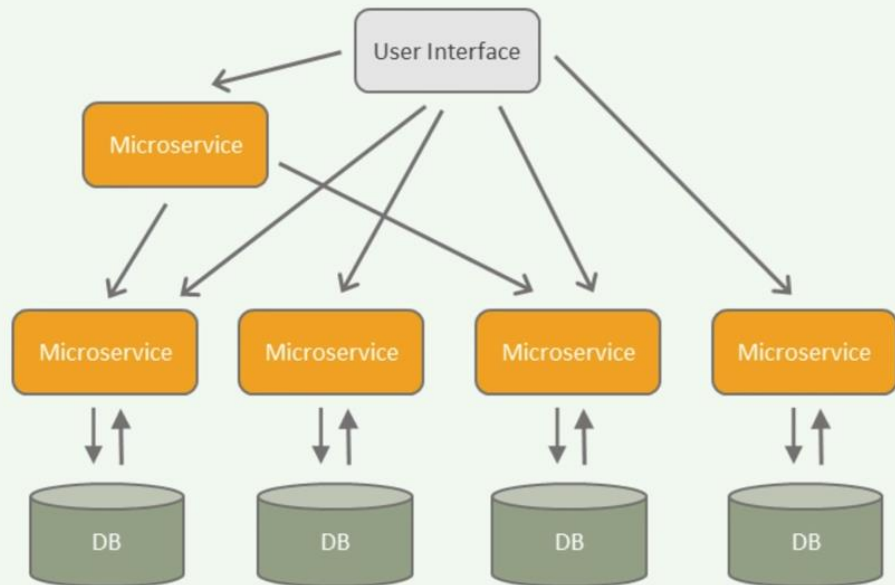 User Interface
Microservice
Microservice
Microservice
Microservice
Microservice
DB
DB
DB
DB